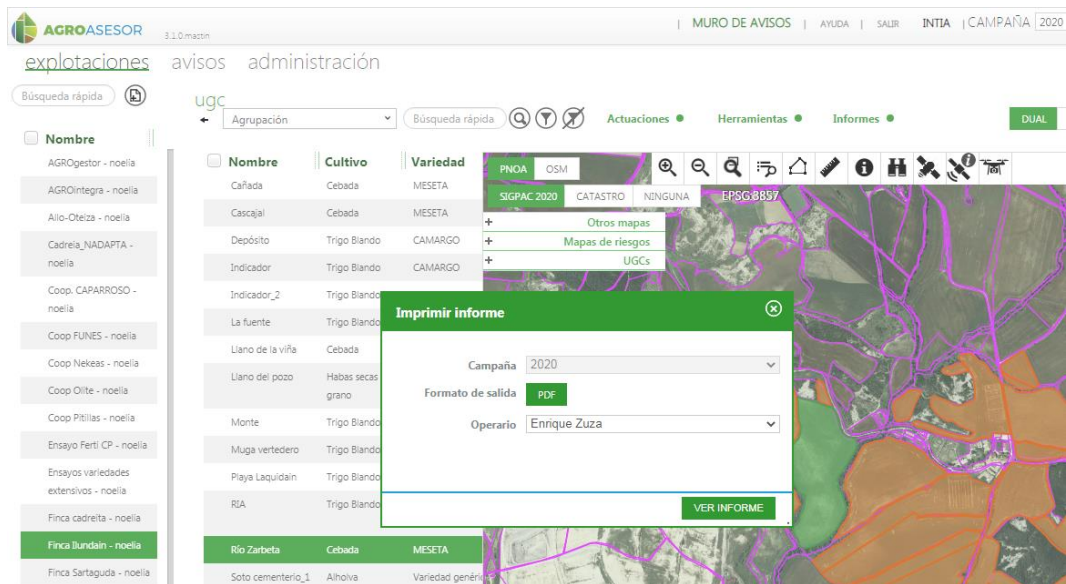 AGROASESOR 3.1.0.mastin | MURO DE AVISOS | AYUDA | SALIR INTIA | CAMPAÑA 2020
explotaciones avisos administración
Búsqueda rápida
ugc
Agrupación Búsqueda rápida Actuaciones Herramientas Informes DUAL
Nombre
AGROgestor - noelia
AGROintegra - noelia
Allo-Oteiza - noelia
Cadreia_NADAPTA -
noelia
Coop. CAPARROSO -
noelia
Coop FUNES - noelia
Coop Nekeas - noelia
Coop Olite - noelia
Coop Pitillas - noelia
Ensayo Ferti CP - noelia
Ensayos variedades
extensivos - noelia
Finca cadreita - noelia
Finca Ilundain - noelia
Finca Sartaguda - noelia
Nombre Cultivo Variedad
Cañada Cebada MESETA
Cascajal Cebada MESETA
Depósito Trigo Blando CAMARGO
Indicador Trigo Blando CAMARGO
Indicador_2 Trigo Blando
La fuente Trigo Blando
Llano de la viña Cebada
Llano del pozo Habas secas
grano
Monte Trigo Blando
Muga vertedero Trigo Blando
Playa Laquidain Trigo Blando
RIA Trigo Blando
Río Zarbeta Cebada MESETA
Soto cementerio_1 Alholva Variedad genéric
PNOA OSM
SIGPAC 2020 CATASTRO NINGUNA EPSG:3857
+ Otros mapas
+ Mapas de riesgos
+ UGCs
Imprimir informe
Campaña 2020
Formato de salida PDF
Operario Enrique Zuza
VER INFORME